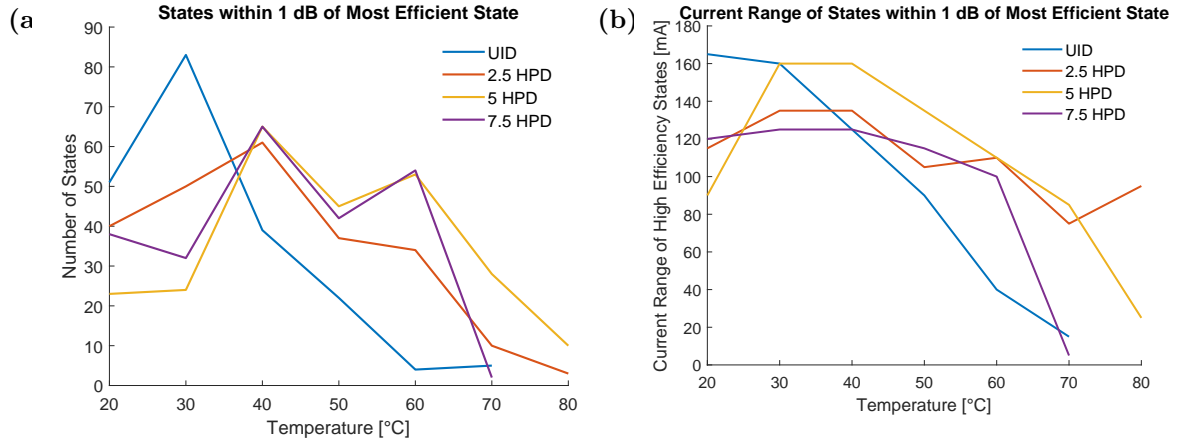 (a
States within 1 dB of Most Efficient State
Number of States
90
80
70
60
50
40
30
20
10
0
20 30 40 50 60 70 80
Temperature [°C]
UID
2.5 HPD
5 HPD
7.5 HPD
(b)
Current Range of States within 1 dB of Most Efficient State
Current Range of High Efficiency States [mA]
180
160
140
120
100
80
60
40
20
0
20 30 40 50 60 70 80
Temperature [°C]
UID
2.5 HPD
5 HPD
7.5 HPD